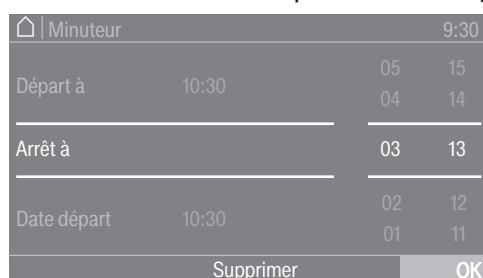 Minuteur 9:30
05 15
Départ à 10:30
04 14
Arrêt à 03 13
02 12
Date départ 10:30
01 11
Supprimer OK